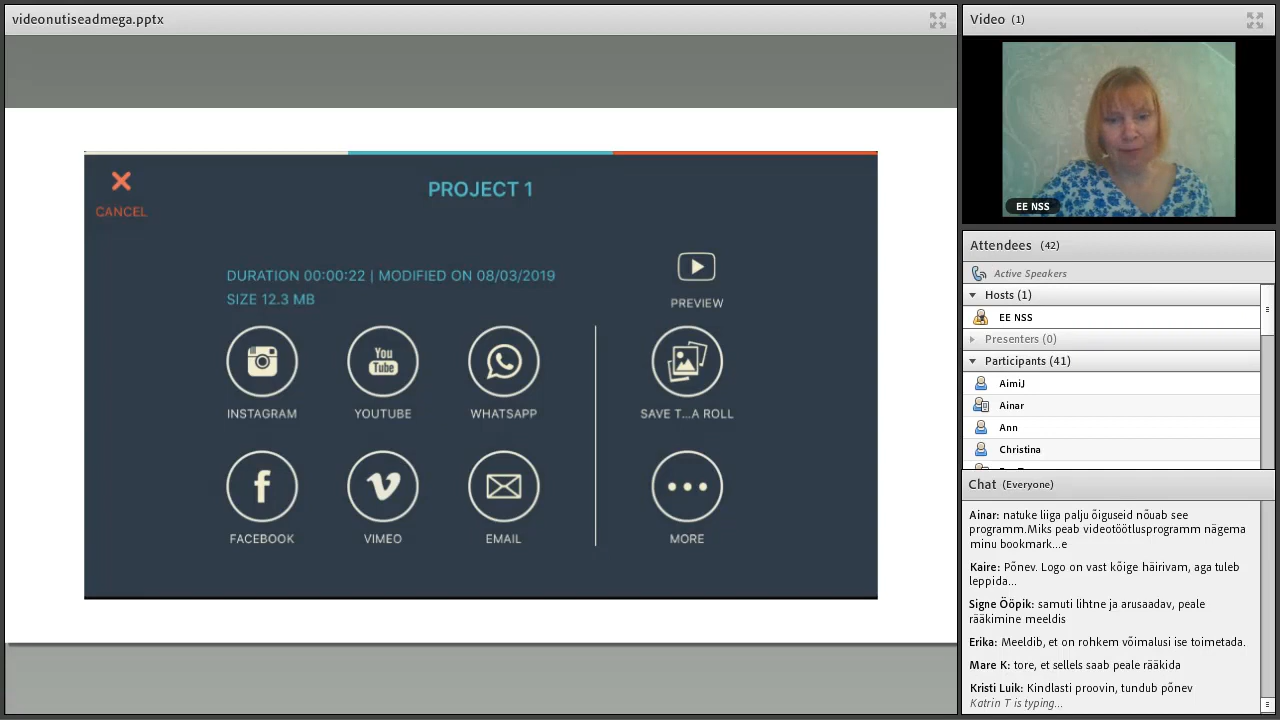 videonutiseadmega.pptx
CANCEL
PROJECT 1
DURATION 00:00:22 | MODIFIED ON 08/03/2019
SIZE 12.3 MB
PREVIEW
You
Tube
INSTAGRAM
YOUTUBE
WHATSAPP
SAVE T...A ROLL
FACEBOOK
VIMEO
EMAIL
MORE
Video (1)
EE NSS
Attendees (42)
Active Speakers
Hosts (1)
EE NSS
Presenters (0)
Participants (41)
AimiJ
Ainar
Ann
Christina
Chat (Everyone)
Ainar: natuke liiga palju õiguseid nõuab see
programm.Miks peab videotöötlusprogramm nägema
minu bookmark...e
Kaire: Põnev. Logo on vast kõige häirivam, aga tuleb
leppida...
Signe Ööpik: samuti lihtne ja arusaadav, peale
rääkimine meeldis
Erika: Meeldib, et on rohkem võimalusi ise toimetada.
Mare K: tore, et sellels saab peale rääkida
Kristi Luik: Kindlasti proovin, tundub põnev
Katrin T is typing...